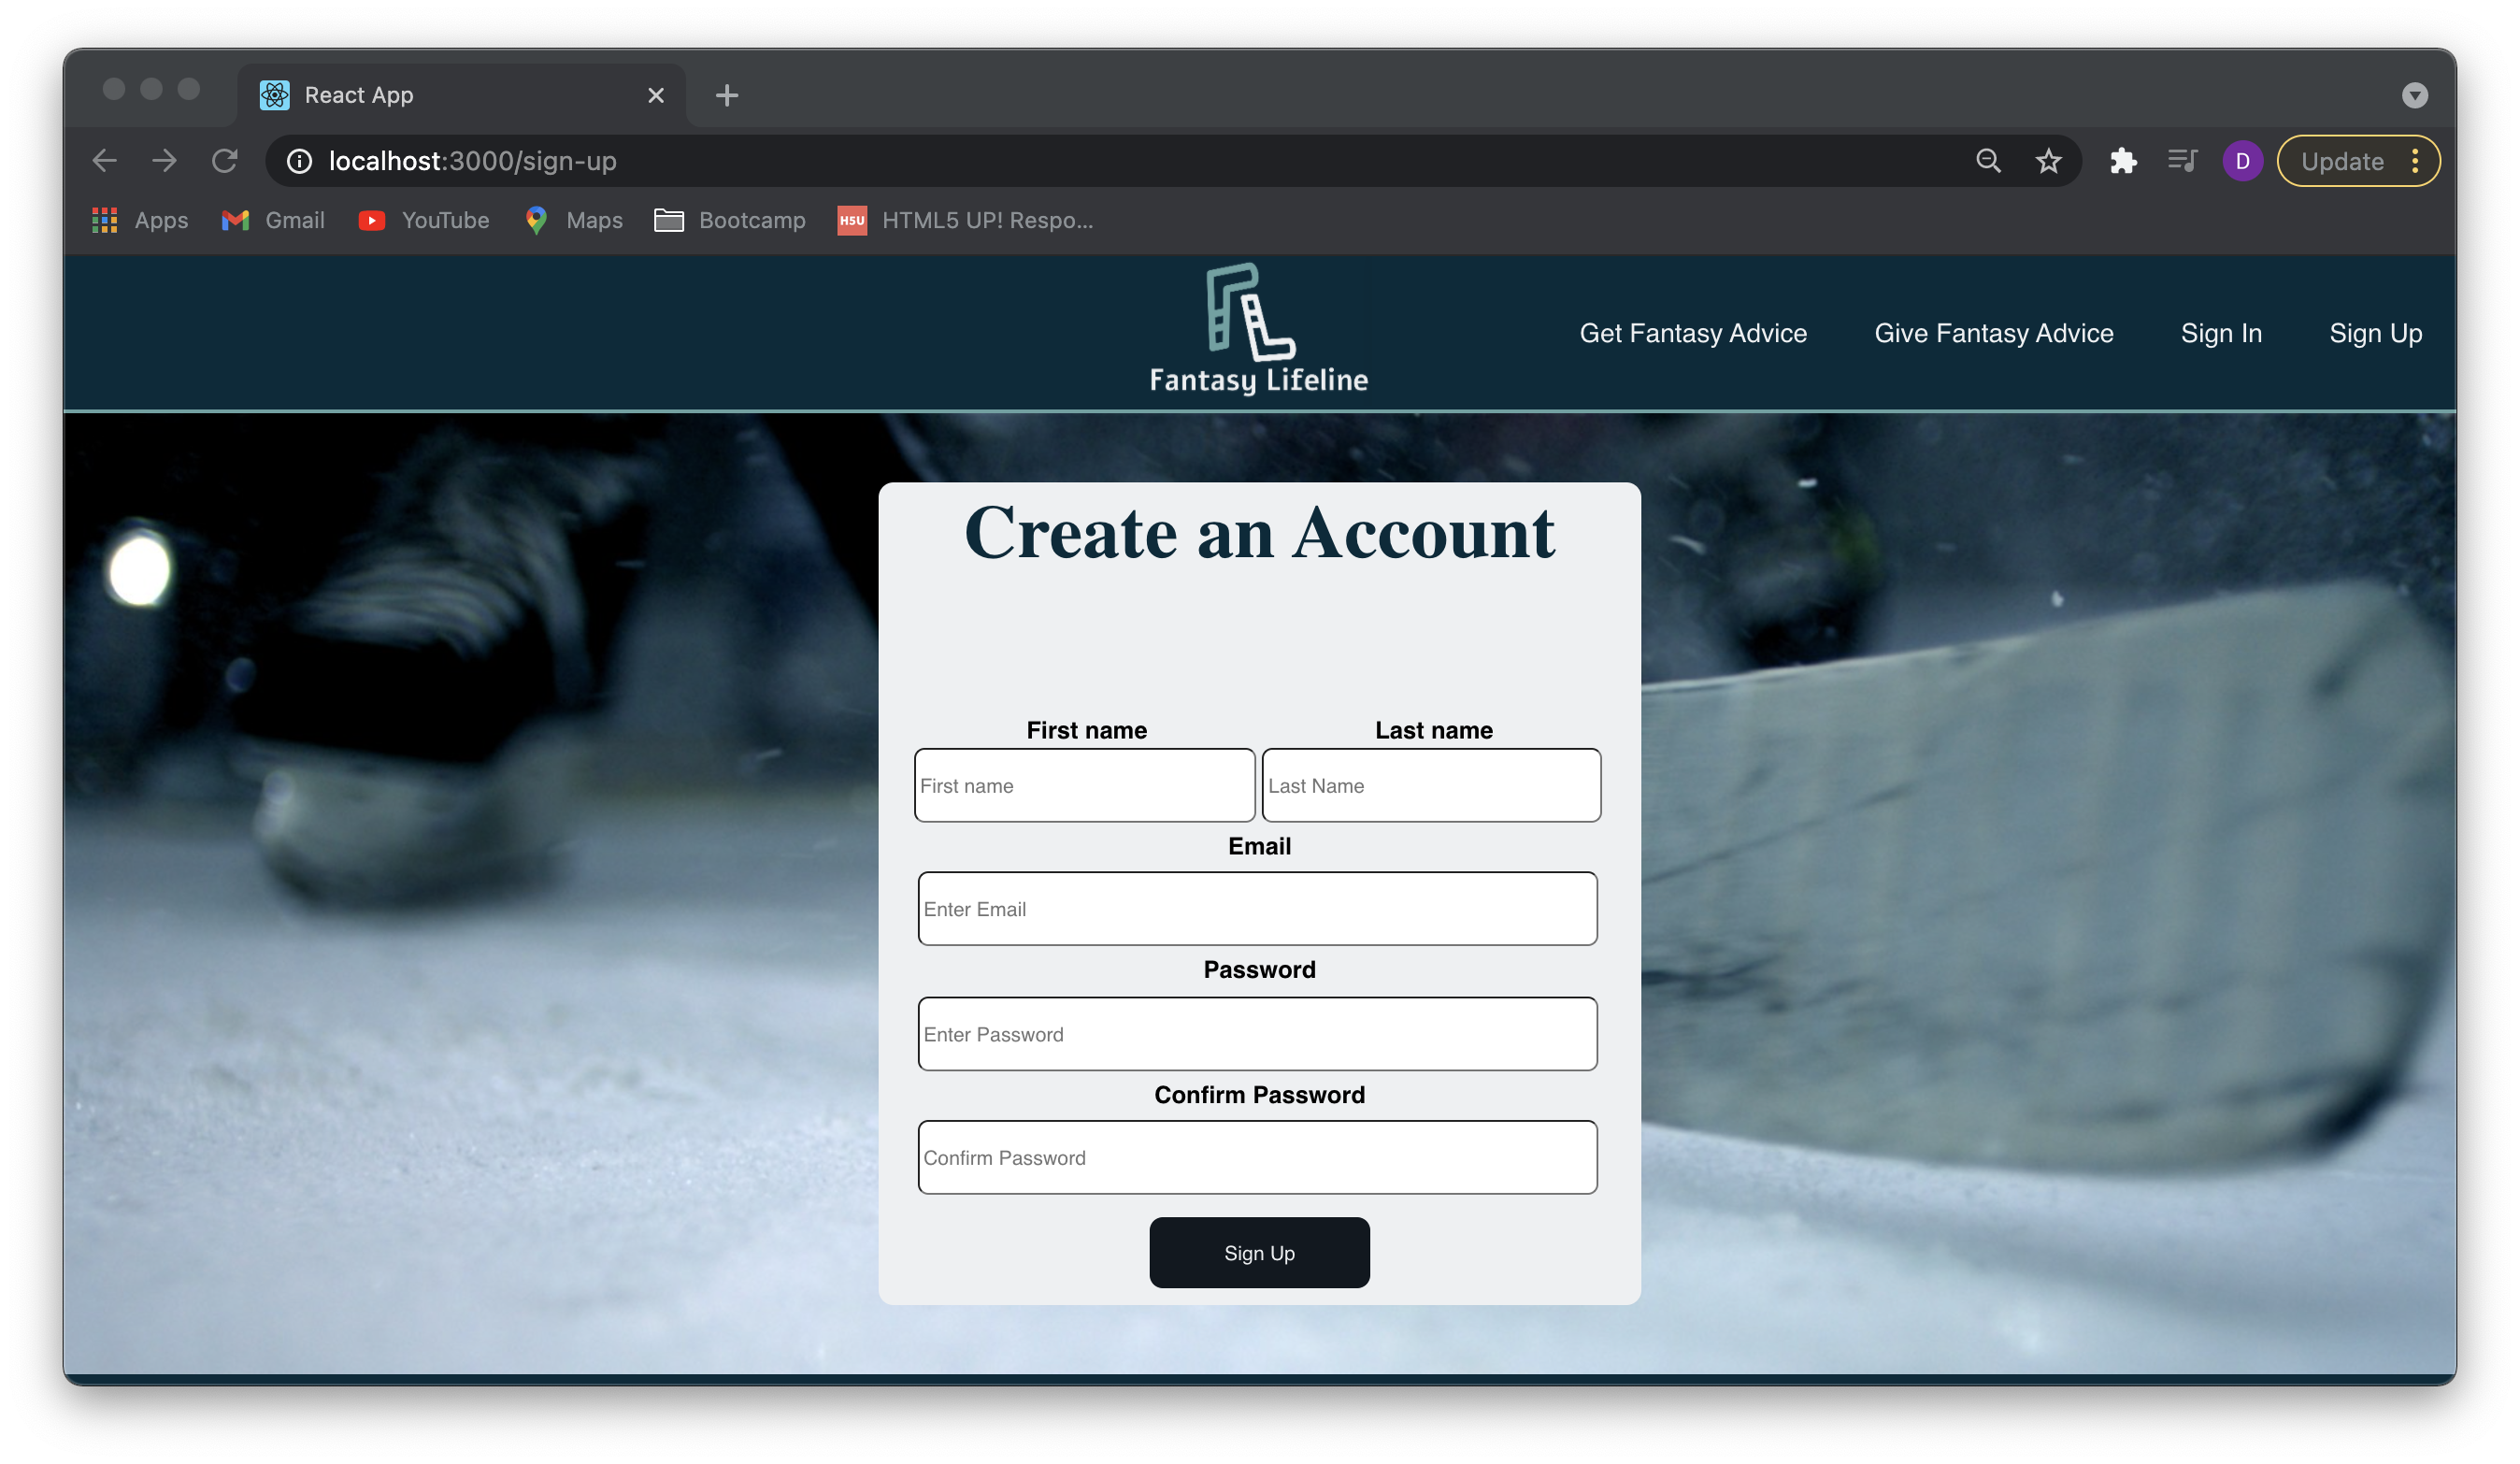 React App
localhost:3000/sign-up
D
Update
Apps
Gmail
YouTube
Maps
Bootcamp
H5U
HTML5 UP! Respo...
FL
Fantasy Lifeline
Get Fantasy Advice
Give Fantasy Advice
Sign In
Sign Up
Create an Account
First name
Last name
First name
Last Name
Email
Enter Email
Password
Enter Password
Confirm Password
Confirm Password
Sign Up